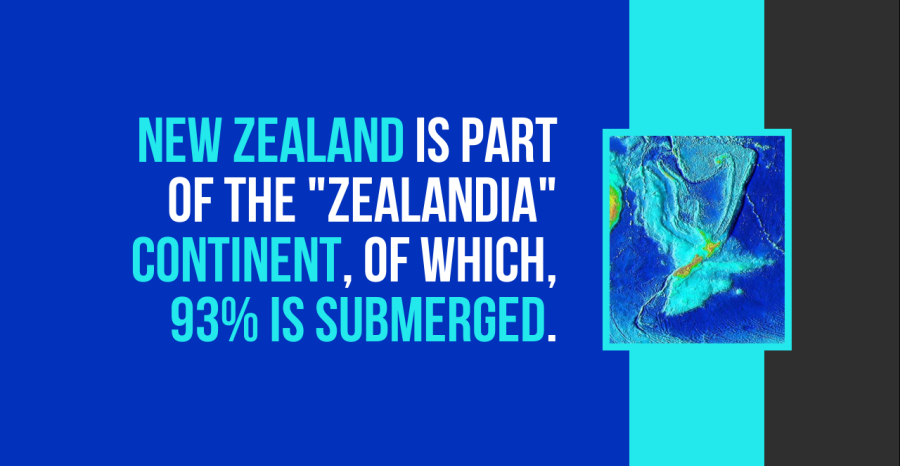 NEW ZEALAND IS PART
OF THE "ZEALANDIA"
CONTINENT, OF WHICH,
93% IS SUBMERGED.